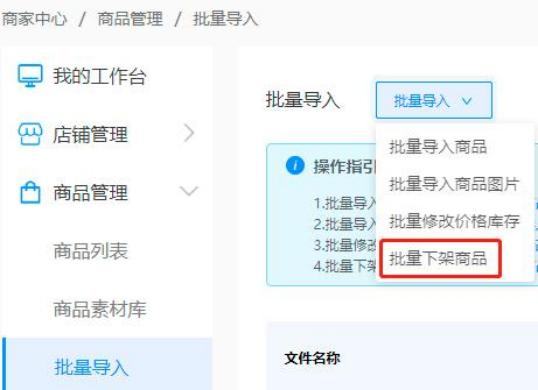 商家中心 / 商品管理 / 批量导入
我的工作台
店铺管理
商品管理
商品列表
商品素材库
批量导入
批量导入
批量导入
批量导入商品
批量导入商品图片
批量修改价格库存
批量下架商品
操作指引
1.批量导入
2.批量导入
3.批量修改
4.批量下架
文件名称